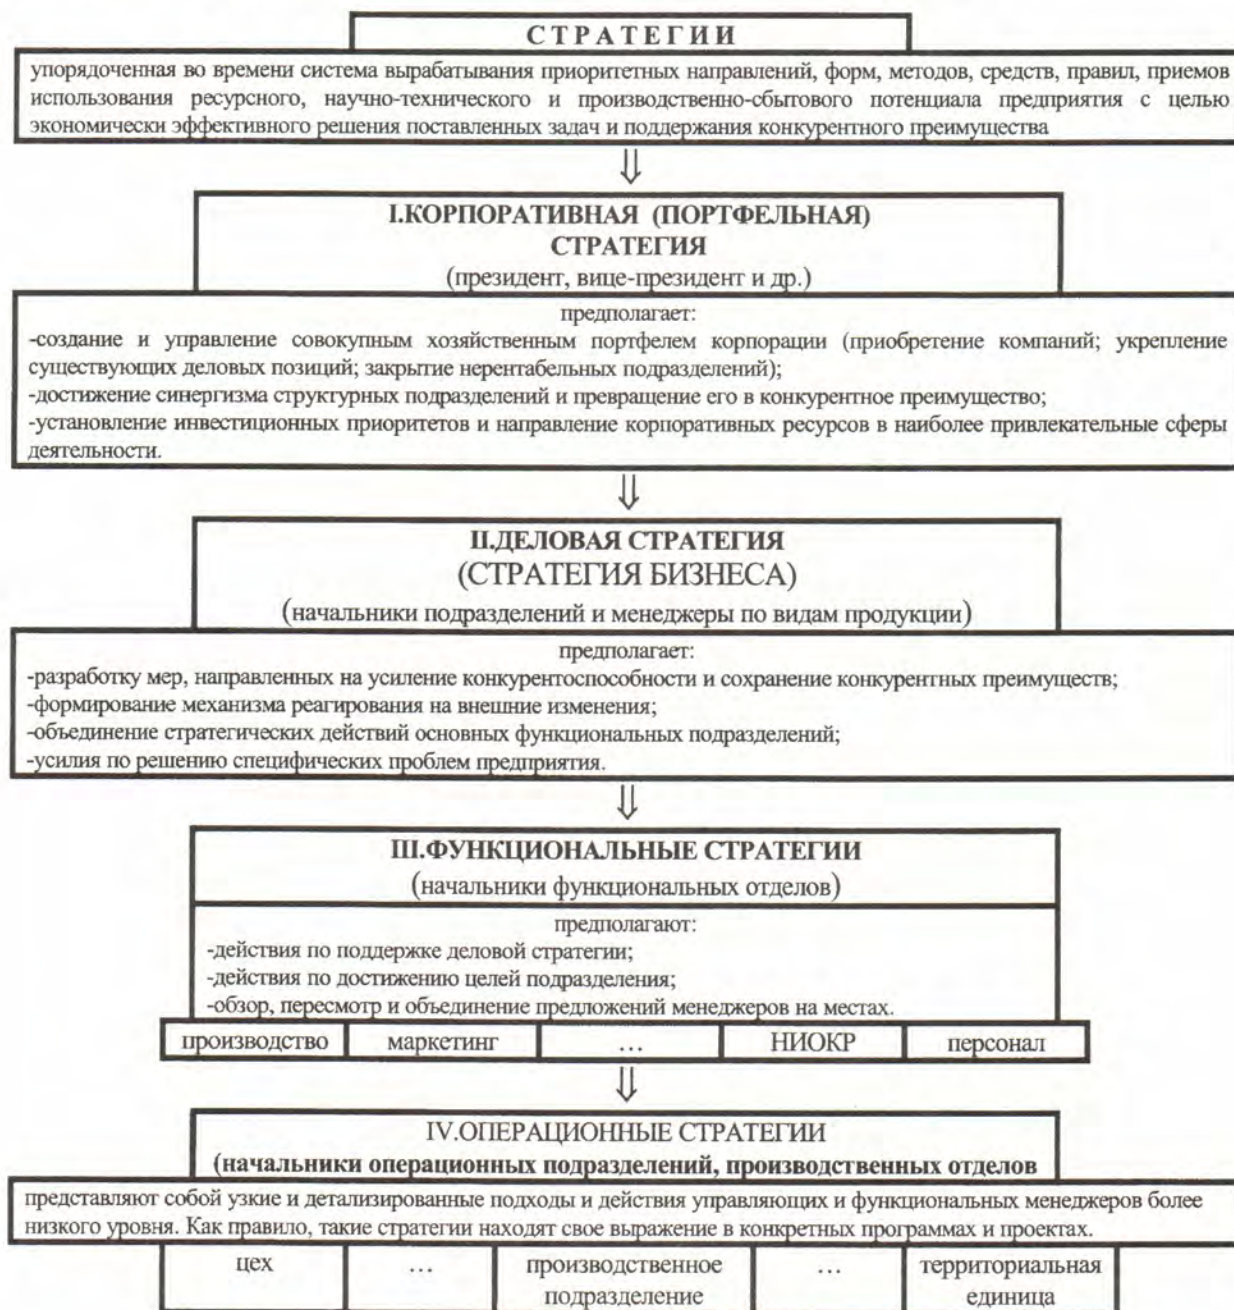 СТРАТЕГИИ
упорядоченная во времени система вырабатывания приоритетных направлений, форм, методов, средств, правил, приемов
использования ресурсного, научно-технического и производственно-сбытового потенциала предприятия с целью
экономически эффективного решения поставленных задач и поддержания конкурентного преимущества
⇓
I.КОРПОРАТИВНАЯ (ПОРТФЕЛЬНАЯ)
СТРАТЕГИЯ
(президент, вице-президент и др.)
предполагает:
-создание и управление совокупным хозяйственным портфелем корпорации (приобретение компаний; укрепление
существующих деловых позиций; закрытие нерентабельных подразделений);
-достижение синергизма структурных подразделений и превращение его в конкурентное преимущество;
-установление инвестиционных приоритетов и направление корпоративных ресурсов в наиболее привлекательные сферы
деятельности.
⇓
II.ДЕЛОВАЯ СТРАТЕГИЯ
(СТРАТЕГИЯ БИЗНЕСА)
(начальники подразделений и менеджеры по видам продукции)
предполагает:
-разработку мер, направленных на усиление конкурентоспособности и сохранение конкурентных преимуществ;
-формирование механизма реагирования на внешние изменения;
-объединение стратегических действий основных функциональных подразделений;
-усилия по решению специфических проблем предприятия.
⇓
III.ФУНКЦИОНАЛЬНЫЕ СТРАТЕГИИ
(начальники функциональных отделов)
предполагают:
-действия по поддержке деловой стратегии;
-действия по достижению целей подразделения;
-обзор, пересмотр и объединение предложений менеджеров на местах.
производство маркетинг … НИОКР персонал
⇓
IV.ОПЕРАЦИОННЫЕ СТРАТЕГИИ
(начальники операционных подразделений, производственных отделов
представляют собой узкие и детализированные подходы и действия управляющих и функциональных менеджеров более
низкого уровня. Как правило, такие стратегии находят свое выражение в конкретных программах и проектах.
цех … производственное … территориальная
подразделение единица